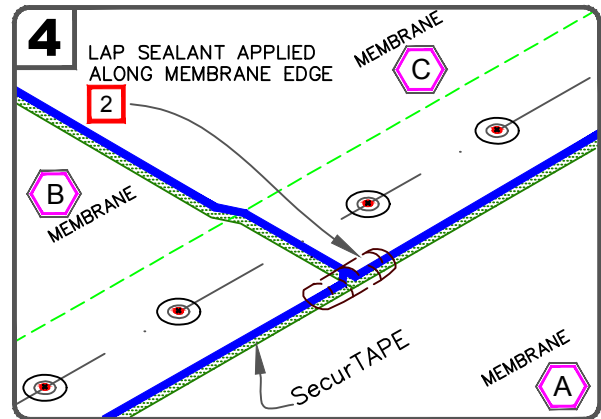 4
LAP SEALANT APPLIED
ALONG MEMBRANE EDGE
2
MEMBRANE
C
B
MEMBRANE
SecurTAPE
MEMBRANE
A